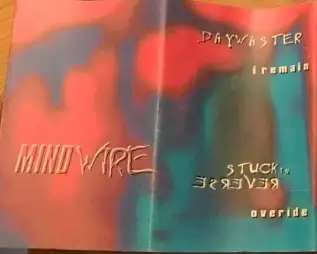 DAYWASTER
i remain
MINDWIRE
STUCK IN
REVERSE
overide